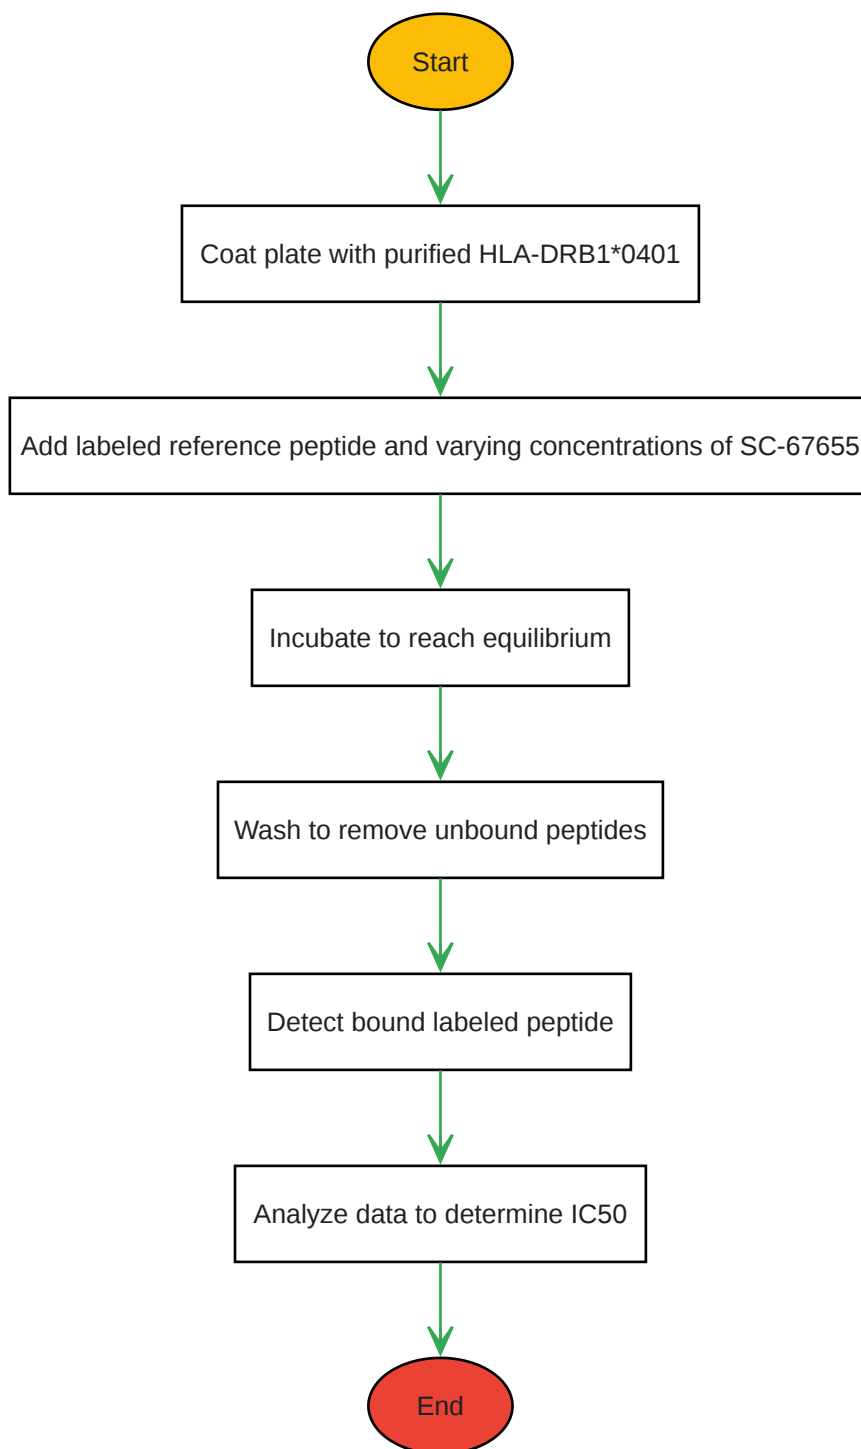 Start
Coat plate with purified HLA-DRB1*0401
Add labeled reference peptide and varying concentrations of SC-67655
Incubate to reach equilibrium
Wash to remove unbound peptides
Detect bound labeled peptide
Analyze data to determine IC50
End